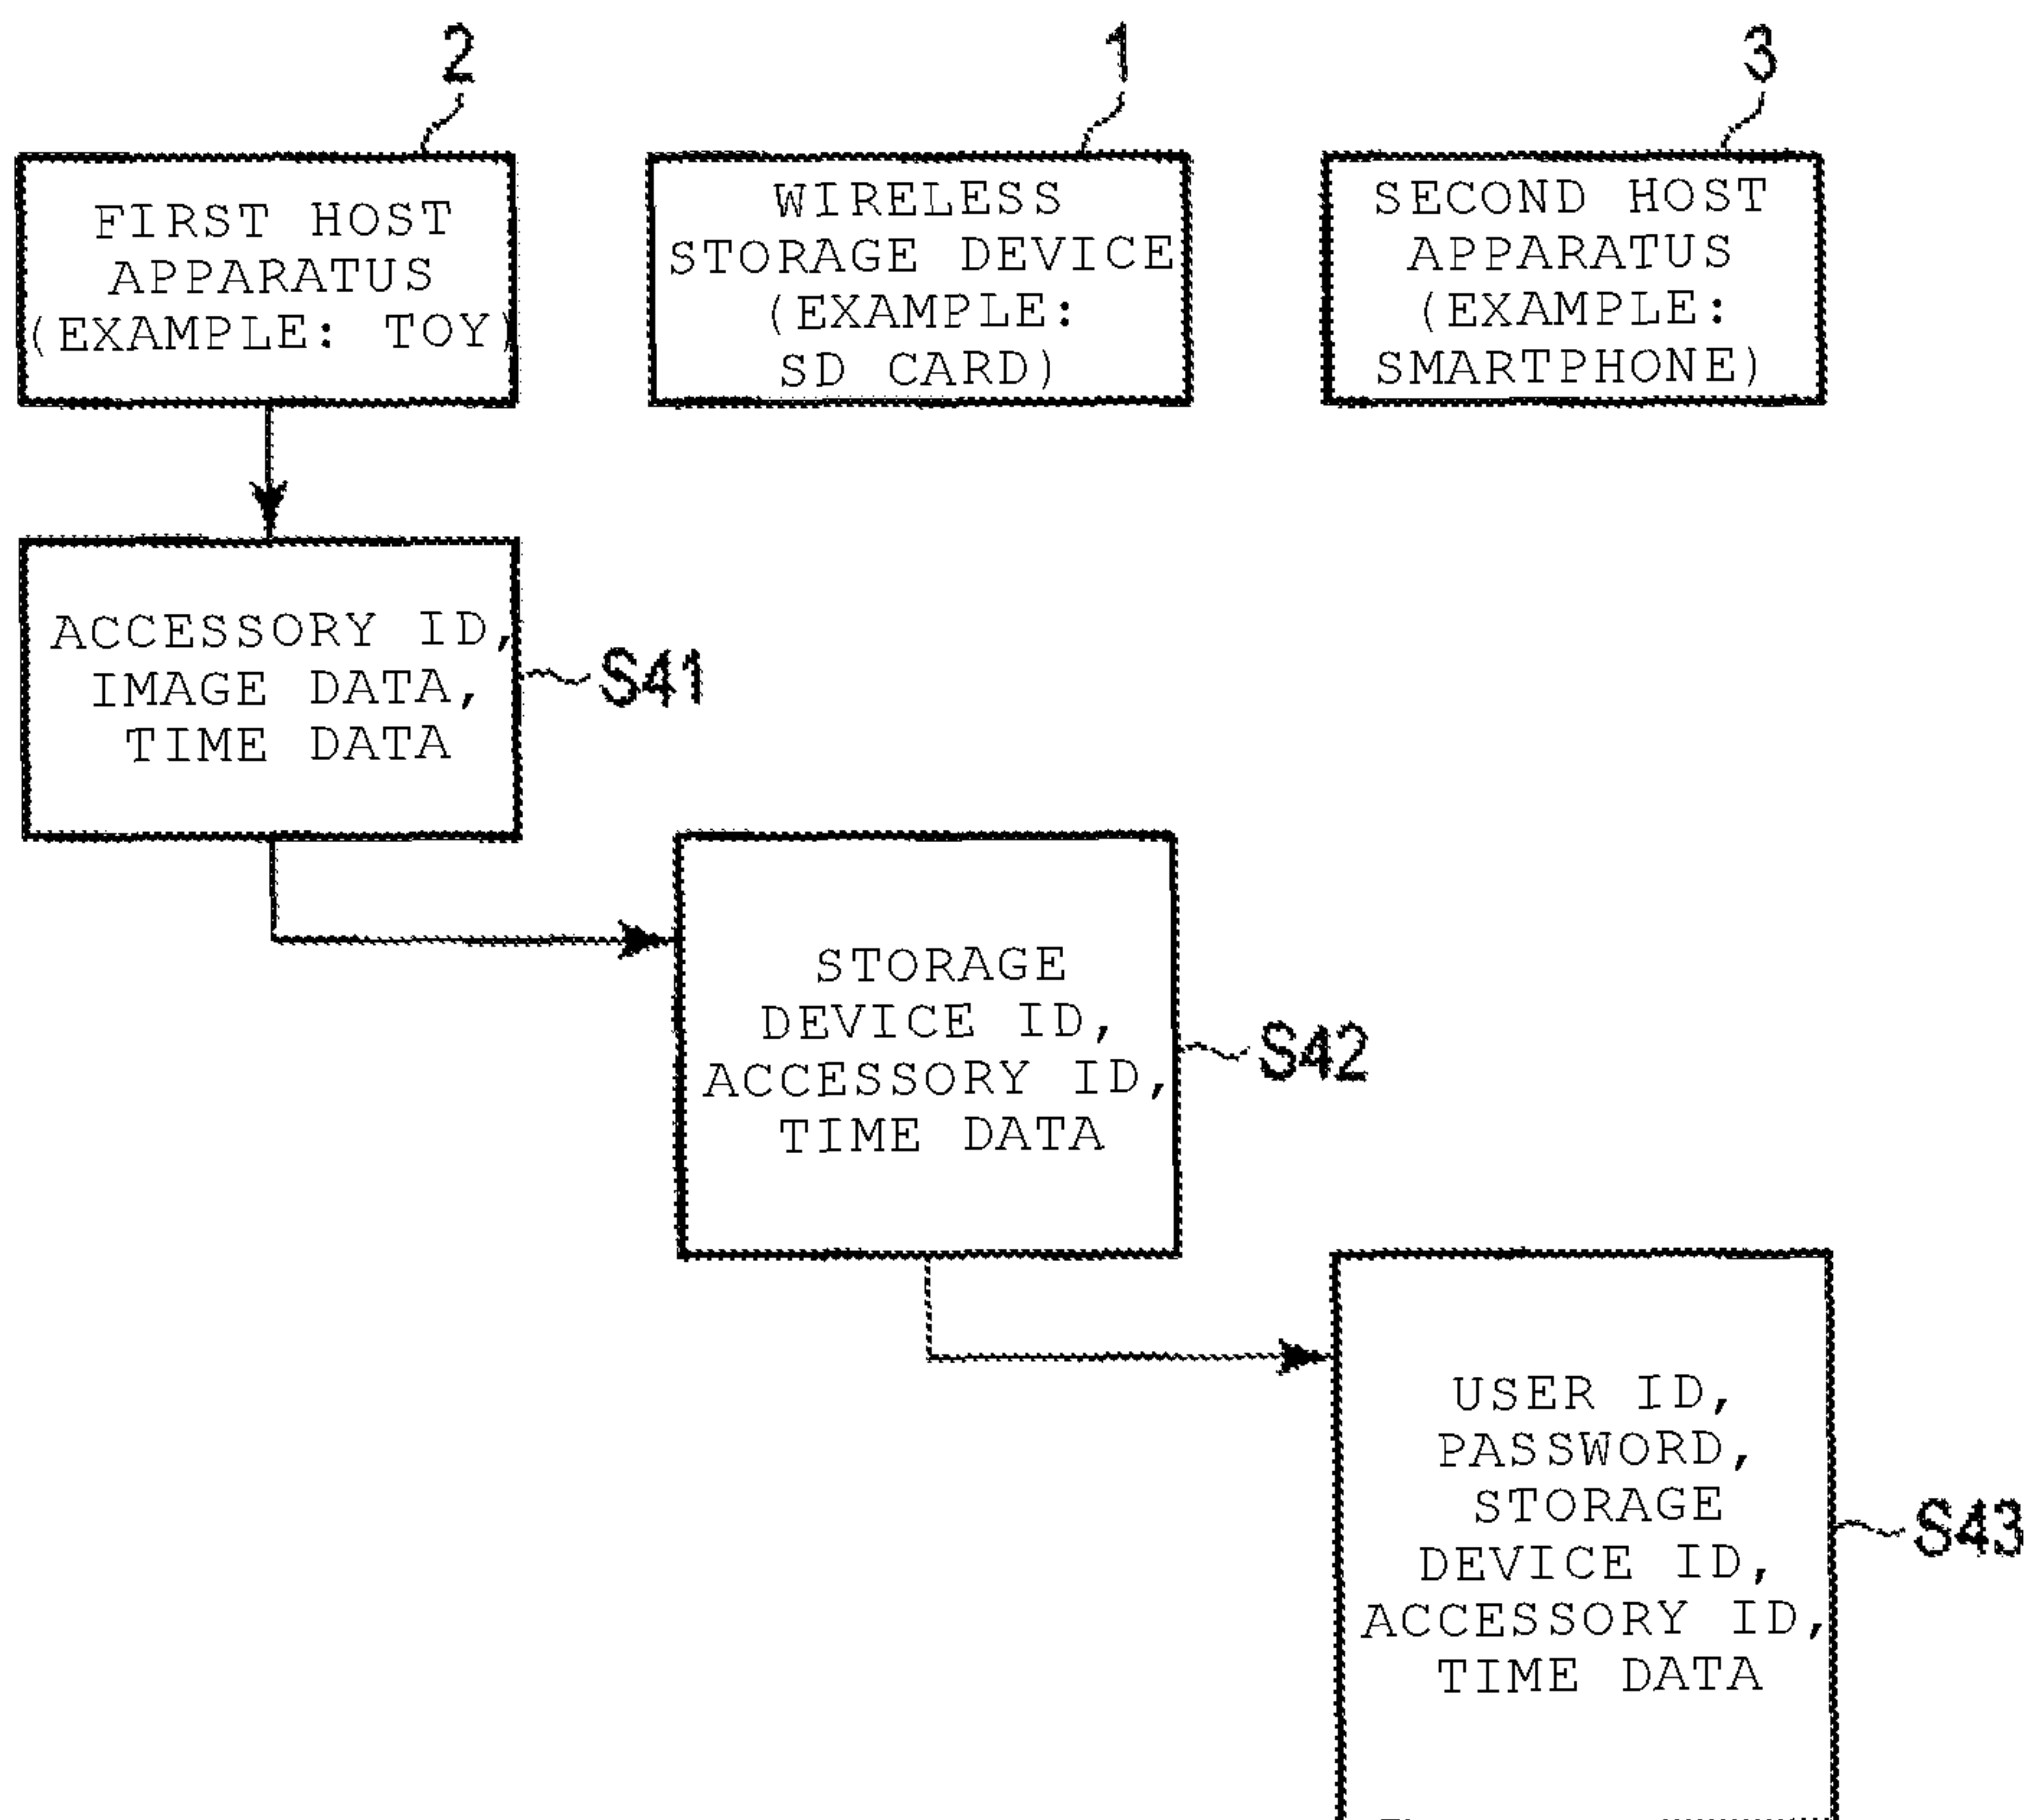 2
1
3
FIRST HOST
APPARATUS
(EXAMPLE: TOY)
WIRELESS
STORAGE DEVICE
(EXAMPLE:
SD CARD)
SECOND HOST
APPARATUS
(EXAMPLE:
SMARTPHONE)
ACCESSORY ID,
IMAGE DATA,
TIME DATA
S41
STORAGE
DEVICE ID,
ACCESSORY ID,
TIME DATA
S42
USER ID,
PASSWORD,
STORAGE
DEVICE ID,
ACCESSORY ID,
TIME DATA
S43